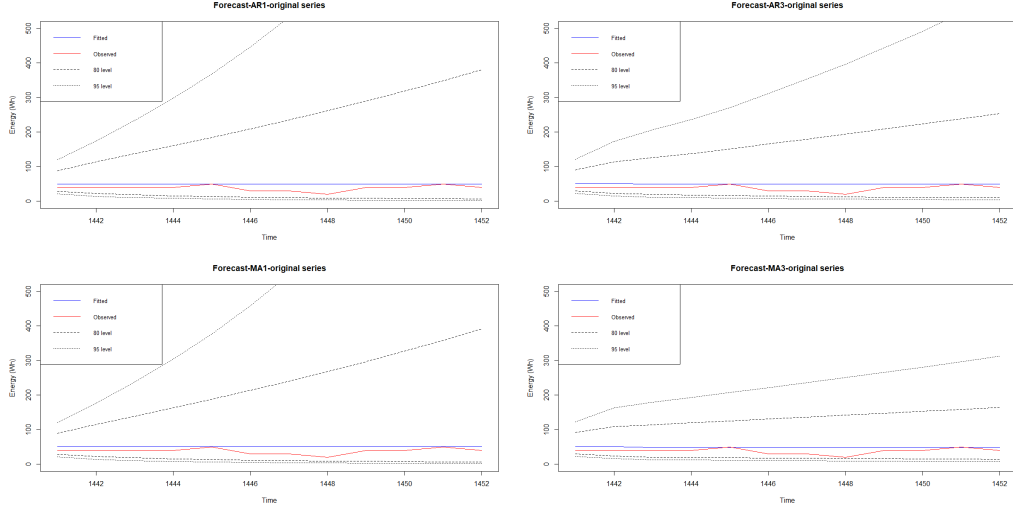 Forecast-AR1-original series
500
400
300
200
100
0
Energy (Wh)
Fitted
Observed
80 level
95 level
1442
1444
1446
1448
1450
1452
Time
Forecast-AR3-original series
500
400
300
200
100
0
Energy (Wh)
Fitted
Observed
80 level
95 level
1442
1444
1446
1448
1450
1452
Time
Forecast-MA1-original series
500
400
300
200
100
0
Energy (Wh)
Fitted
Observed
80 level
95 level
1442
1444
1446
1448
1450
1452
Time
Forecast-MA3-original series
500
400
300
200
100
0
Energy (Wh)
Fitted
Observed
80 level
95 level
1442
1444
1446
1448
1450
1452
Time